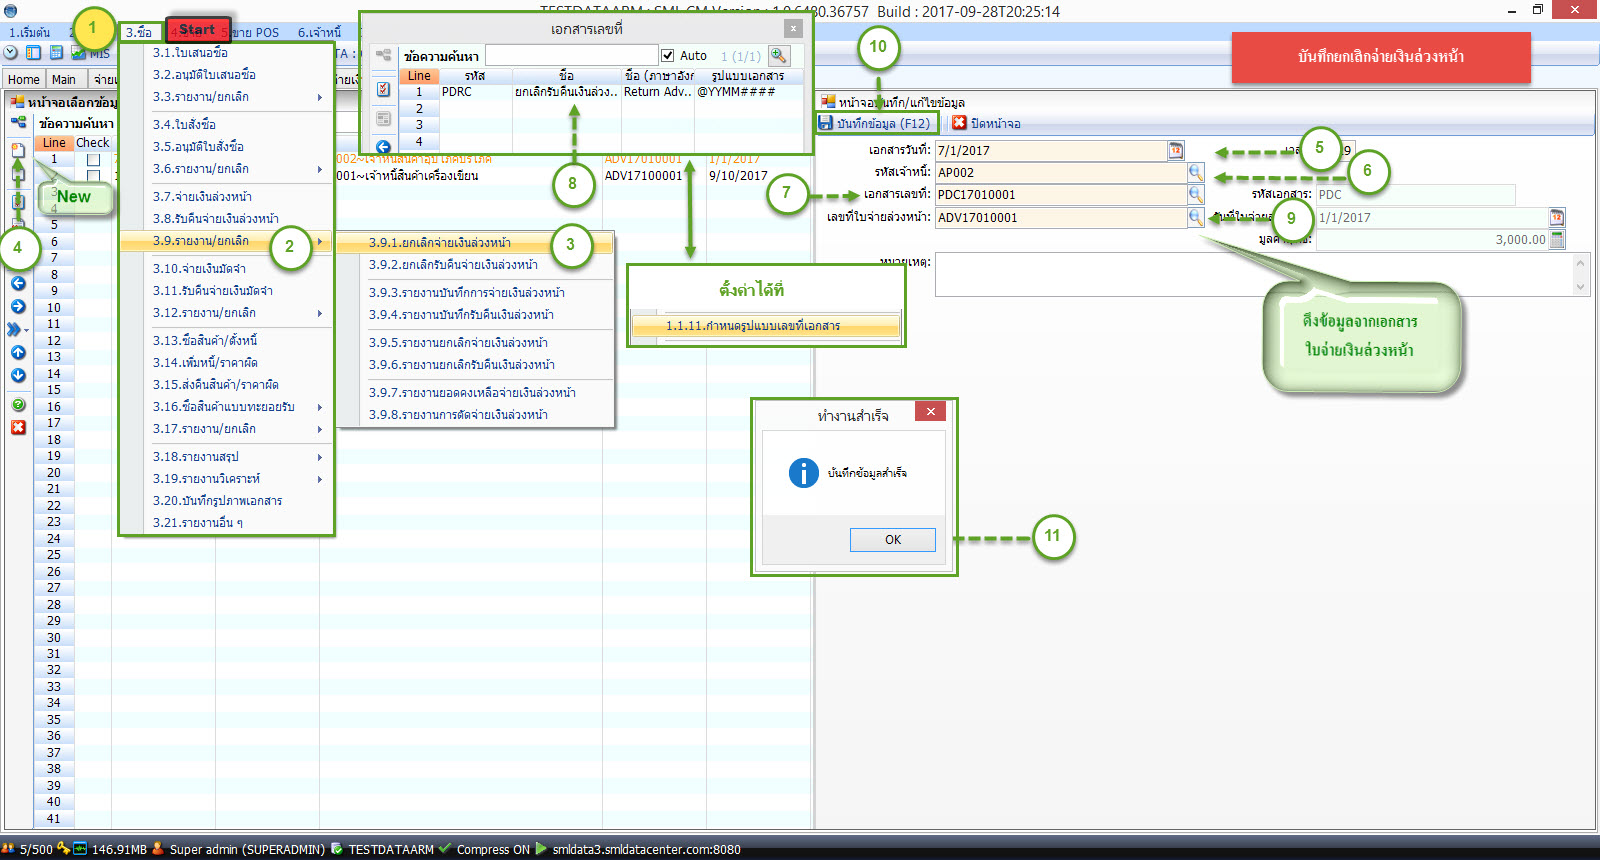 TESTDATAARM : SML CM Version : 1.0.6480.36757 Build : 2017-09-28T20:25:14
1.เริ่มต้น
3.ซื้อ
Start
5.ขาย POS
6.เจ้าหนี้
1
MIS
Home
Main
หน้าจอเลือกข้อมูล
ข้อความค้นหา
Line
Check
New
4
3.1.ใบเสนอซื้อ
3.2.อนุมัติใบเสนอซื้อ
3.3.รายงาน/ยกเลิก
3.4.ใบสั่งซื้อ
3.5.อนุมัติใบสั่งซื้อ
3.6.รายงาน/ยกเลิก
3.7.จ่ายเงินล่วงหน้า
3.8.รับคืนจ่ายเงินล่วงหน้า
3.9.รายงาน/ยกเลิก
2
3.10.จ่ายเงินมัดจำ
3.11.รับคืนจ่ายเงินมัดจำ
3.12.รายงาน/ยกเลิก
3.13.ซื้อสินค้า/ตั้งหนี้
3.14.เพิ่มหนี้/ราคาผิด
3.15.ส่งคืนสินค้า/ราคาผิด
3.16.ซื้อสินค้าแบบทะยอยรับ
3.17.รายงาน/ยกเลิก
3.18.รายงานสรุป
3.19.รายงานวิเคราะห์
3.20.บันทึกรูปภาพเอกสาร
3.21.รายงานอื่น ๆ
3.9.1.ยกเลิกจ่ายเงินล่วงหน้า
3
3.9.2.ยกเลิกรับคืนจ่ายเงินล่วงหน้า
3.9.3.รายงานบันทึกการจ่ายเงินล่วงหน้า
3.9.4.รายงานบันทึกรับคืนเงินล่วงหน้า
3.9.5.รายงานยกเลิกจ่ายเงินล่วงหน้า
3.9.6.รายงานยกเลิกรับคืนเงินล่วงหน้า
3.9.7.รายงานยอดคงเหลือจ่ายเงินล่วงหน้า
3.9.8.รายงานการตัดจ่ายเงินล่วงหน้า
เอกสารเลขที่
ข้อความค้นหา
Auto
1 (1/1)
Line รหัส ชื่อ ชื่อ (ภาษาอังก รูปแบบเอกสาร
1 PDRC ยกเลิกรับคืนเงินล่วง.. Return Adv.. @YYMM####
2
3
4
8
002~เจ้าหนี้สินค้าอุปโภคบริโภค ADV17010001 1/1/2017
001~เจ้าหนี้สินค้าเครื่องเขียน ADV17100001 9/10/2017
ตั้งค่าได้ที่
1.1.11.กำหนดรูปแบบเลขที่เอกสาร
10
บันทึกยกเลิกจ่ายเงินล่วงหน้า
หน้าจอบันทึก/แก้ไขข้อมูล
บันทึกข้อมูล (F12)
ปิดหน้าจอ
เอกสารวันที่: 7/1/2017
5
รหัสเจ้าหนี้: AP002
6
7
เอกสารเลขที่: PDC17010001
รหัสเอกสาร: PDC
เลขที่ใบจ่ายล่วงหน้า: ADV17010001
9
1/1/2017
3,000.00
หมายเหตุ:
ดึงข้อมูลจากเอกสาร
ใบจ่ายเงินล่วงหน้า
ทำงานสำเร็จ
บันทึกข้อมูลสำเร็จ
OK
11
1
5
6
7
8
9
10
11
12
13
14
15
16
17
18
19
20
21
22
23
24
25
26
27
28
29
30
31
32
33
34
35
36
37
38
39
40
41
5/500 146.91MB Super admin (SUPERADMIN) TESTDATAARM Compress ON smldata3.smldatacenter.com:8080